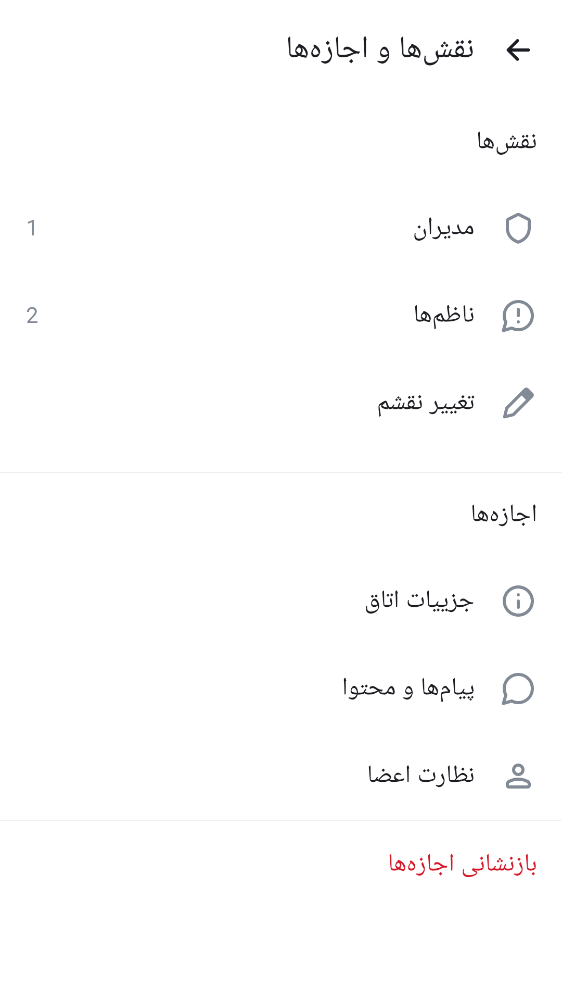 نقش‌ها و اجازه‌ها
نقش‌ها
مدیران 1
ناظم‌ها 2
تغییر نقشم
اجازه‌ها
جزییات اتاق
پیام‌ها و محتوا
نظارت اعضا
بازنشانی اجازه‌ها